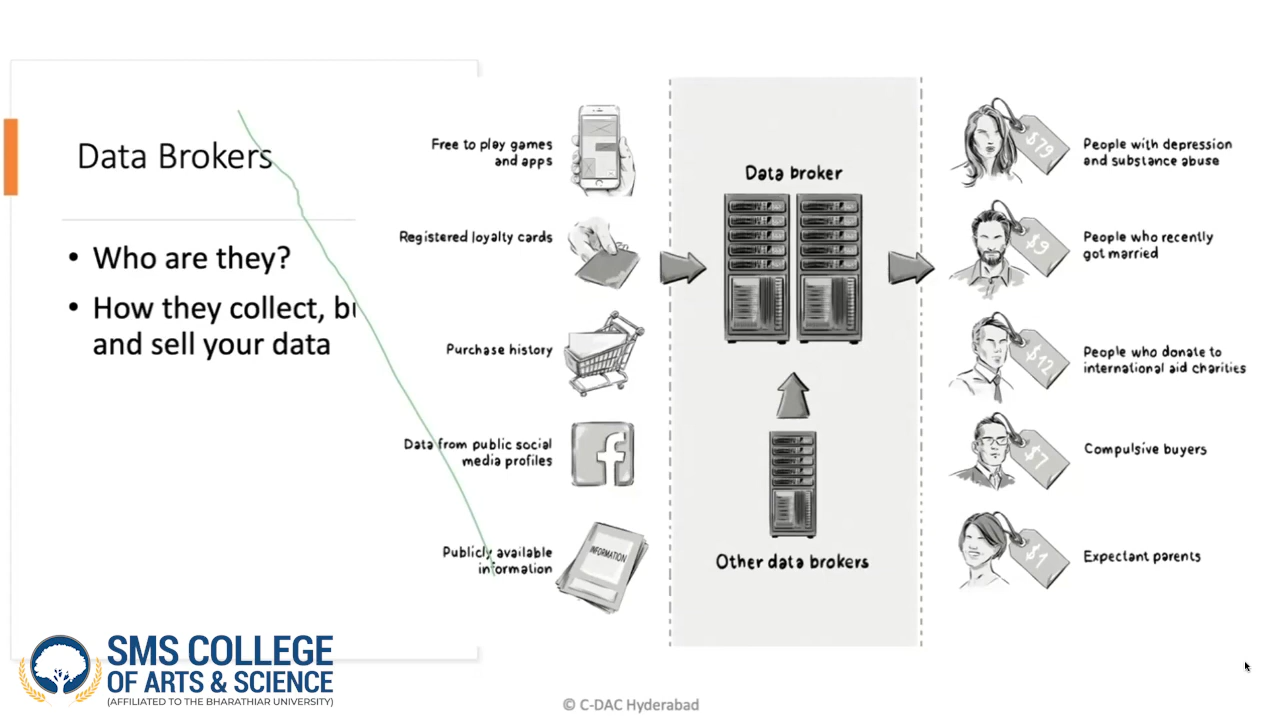 Data Brokers
• Who are they?
• How they collect, bu
and sell your data
Free to play games
and apps
Registered loyalty cards
Purchase history
Data from public social
media profiles
Publicly available
information
INFORMATION
Data broker
Other data brokers
$79
People with depression
and substance abuse
$9
People who recently
got married
$12
People who donate to
international aid charities
$7
Compulsive buyers
$1
Expectant parents
SMS COLLEGE
OF ARTS & SCIENCE
(AFFILIATED TO THE BHARATHIAR UNIVERSITY)
© C-DAC Hyderabad